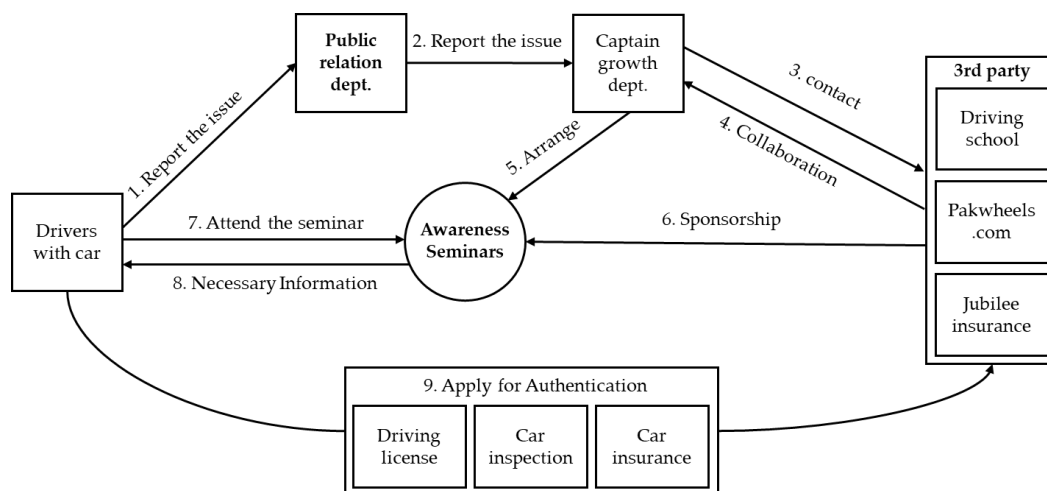 Public
relation
dept.
2. Report the issue
Captain
growth
dept.
3. contact
3rd party
Driving
school
Pakwheels
.com
Jubilee
insurance
4. Collaboration
1. Report the issue
5. Arrange
Drivers
with car
7. Attend the seminar
Awareness
Seminars
6. Sponsorship
8. Necessary Information
9. Apply for Authentication
Driving
license
Car
inspection
Car
insurance